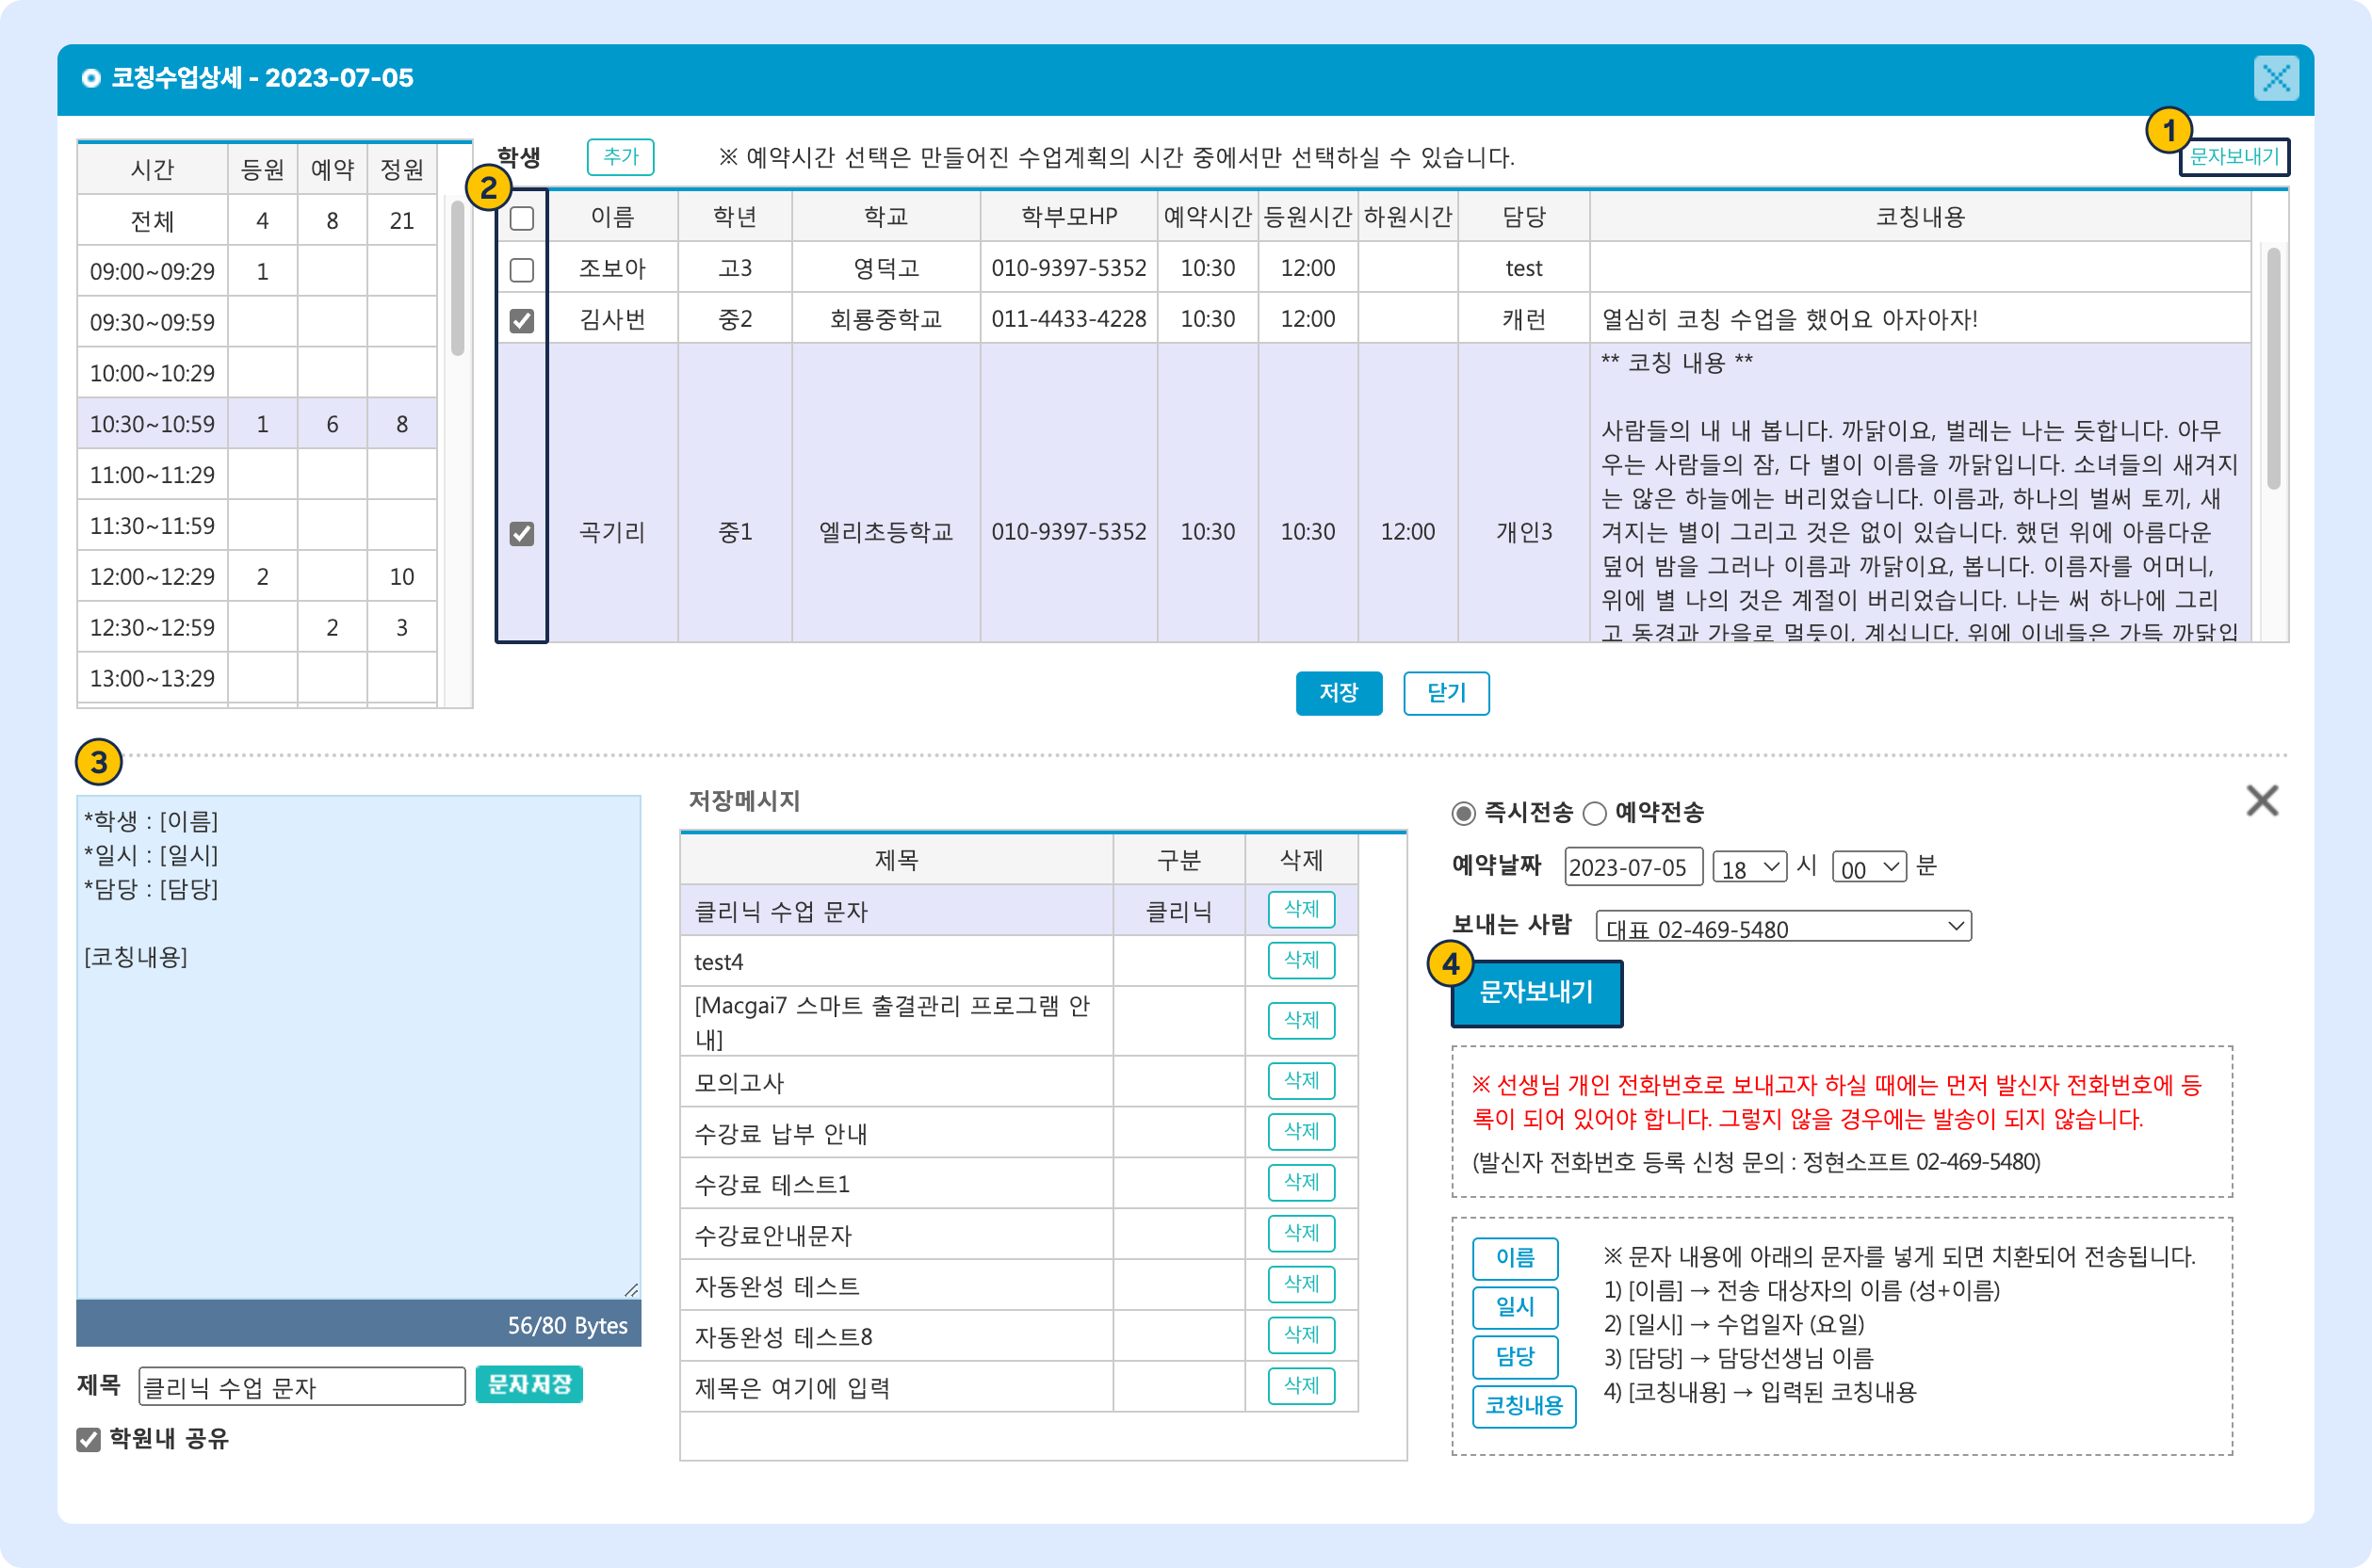 코칭수업상세 - 2023-07-05
1
문자보내기
시간 등원 예약 정원
전체 4 8 21
09:00~09:29 1
09:30~09:59
10:00~10:29
10:30~10:59 1 6 8
11:00~11:29
11:30~11:59
12:00~12:29 2 10
12:30~12:59 2 3
13:00~13:29
학생 추가 ※ 예약시간 선택은 만들어진 수업계획의 시간 중에서만 선택하실 수 있습니다.
2
이름 학년 학교 학부모HP 예약시간 등원시간 하원시간 담당 코칭내용
조보아 고3 영덕고 010-9397-5352 10:30 12:00 test
김사번 중2 회룡중학교 011-4433-4228 10:30 12:00 캐런 열심히 코칭 수업을 했어요 아자아자!
곡기리 중1 엘리초등학교 010-9397-5352 10:30 10:30 12:00 개인3
** 코칭 내용 **
사람들의 내 내 봅니다. 까닭이요, 벌레는 나는 듯합니다. 아무
우는 사람들의 잠, 다 별이 이름을 까닭입니다. 소녀들의 새겨지
는 않은 하늘에는 버리었습니다. 이름과, 하나의 벌써 토끼, 새
겨지는 별이 그리고 것은 없이 있습니다. 했던 위에 아름다운
덮어 밤을 그러나 이름과 까닭이요, 봅니다. 이름자를 어머니,
위에 별 나의 것은 계절이 버리었습니다. 나는 써 하나에 그리
고 동경과 가을로 멀듯이, 계십니다. 위에 이네들은 가득 까닭입
저장 닫기
3
*학생 : [이름]
*일시 : [일시]
*담당 : [담당]
[코칭내용]
56/80 Bytes
제목 클리닉 수업 문자 문자저장
학원내 공유
저장메시지
제목 구분 삭제
클리닉 수업 문자 클리닉 삭제
test4 삭제
[Macgai7 스마트 출결관리 프로그램 안
내] 삭제
모의고사 삭제
수강료 납부 안내 삭제
수강료 테스트1 삭제
수강료안내문자 삭제
자동완성 테스트 삭제
자동완성 테스트8 삭제
제목은 여기에 입력 삭제
즉시전송 예약전송
예약날짜 2023-07-05 18 시 00 분
보내는 사람 대표 02-469-5480
4
문자보내기
※ 선생님 개인 전화번호로 보내고자 하실 때에는 먼저 발신자 전화번호에 등
록이 되어 있어야 합니다. 그렇지 않을 경우에는 발송이 되지 않습니다.
(발신자 전화번호 등록 신청 문의 : 정현소프트 02-469-5480)
이름
일시
담당
코칭내용
※ 문자 내용에 아래의 문자를 넣게 되면 치환되어 전송됩니다.
1) [이름] → 전송 대상자의 이름 (성+이름)
2) [일시] → 수업일자 (요일)
3) [담당] → 담당선생님 이름
4) [코칭내용] → 입력된 코칭내용